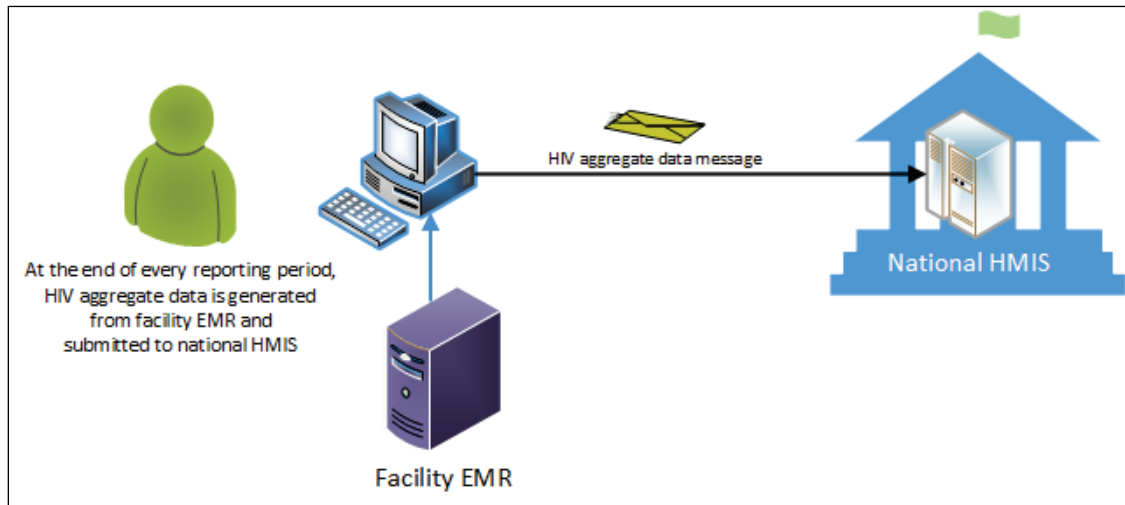 HIV aggregate data message
At the end of every reporting period,
HIV aggregate data is generated
from facility EMR and
submitted to national HMIS
National HMIS
Facility EMR